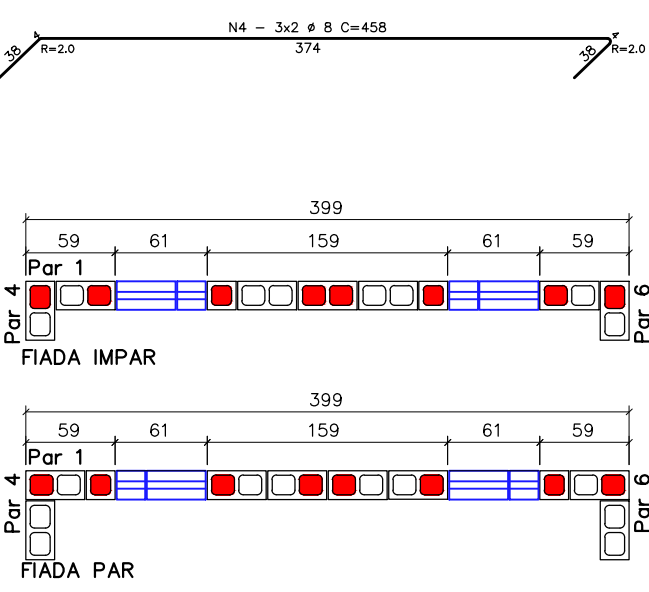 N4 - 3x2 ø 8 C=458
38
4
R=2.0
374
4
38
R=2.0
399
59 61 159 61 59
Par 1
Par 4
Par 6
FIADA IMPAR
399
59 61 159 61 59
Par 1
Par 4
Par 6
FIADA PAR